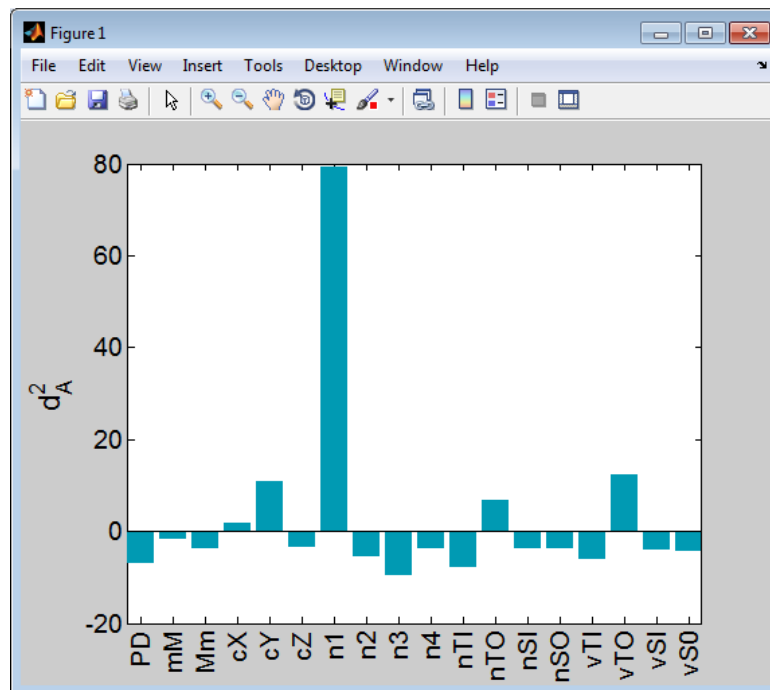 Figure 1
File Edit View Insert Tools Desktop Window Help
80
60
40
20
0
-20
d_A^2
PD mM Mm cX cY cZ n1 n2 n3 n4 nTI nTO nSI nSO vTI vTO vSI vS0